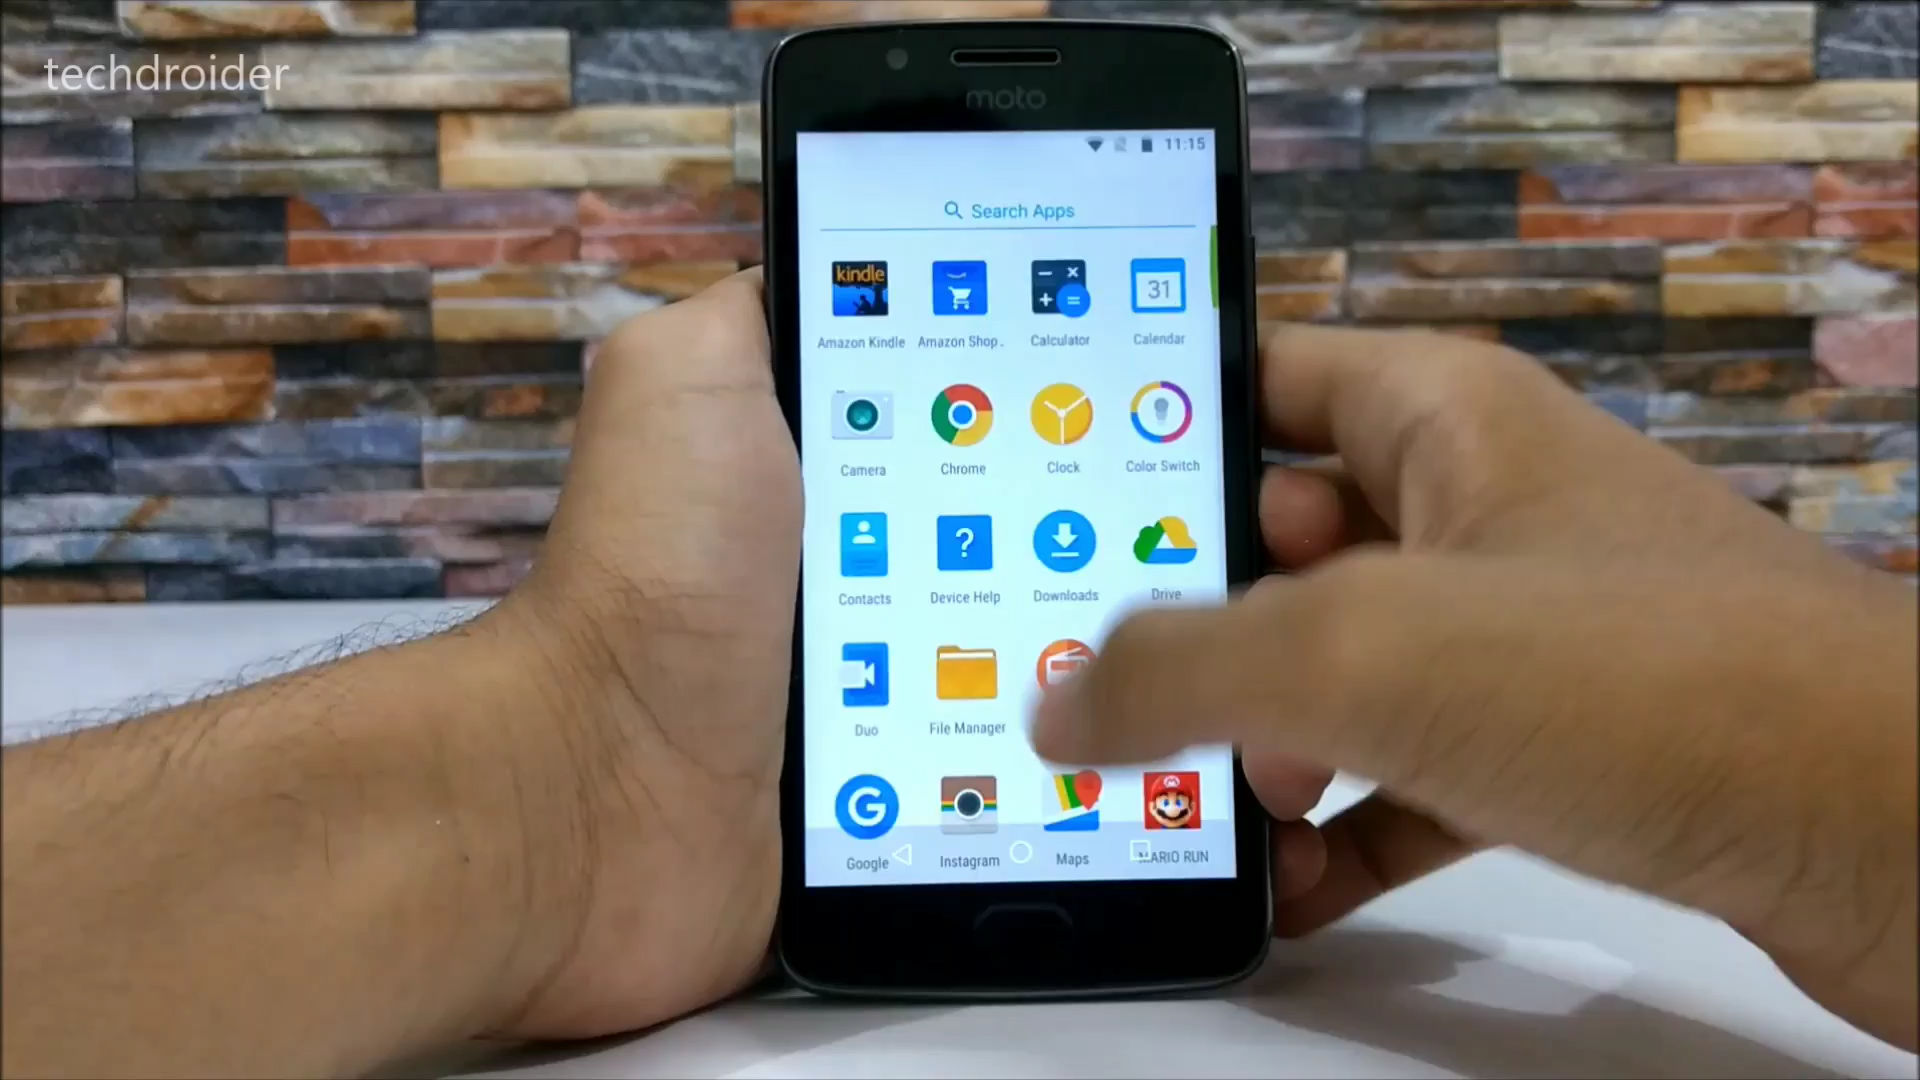 techdroider
moto
11:15
Search Apps
kindle
31
Amazon Kindle
Amazon Shop.
Calculator
Calendar
Camera
Chrome
Clock
Color Switch
?
Contacts
Device Help
Downloads
Drive
Duo
File Manager
G
Google
Instagram
Maps
MARIO RUN